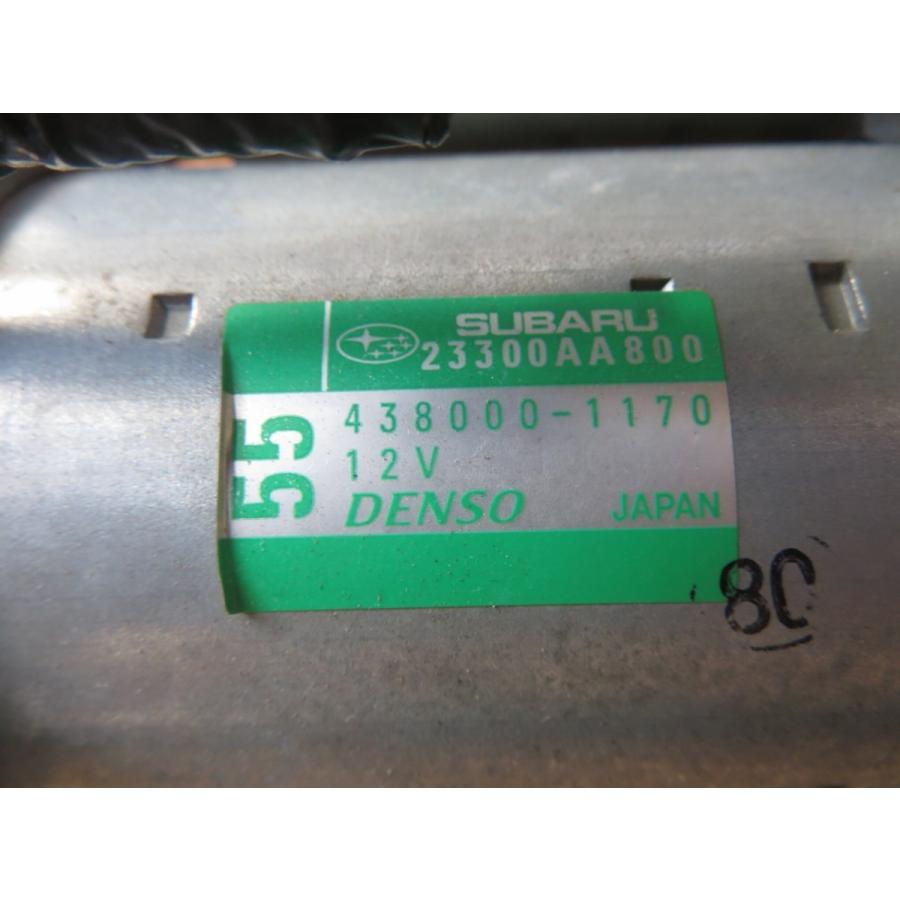 SUBARU
23300AA800
55
438000-1170
12V
DENSO JAPAN
80